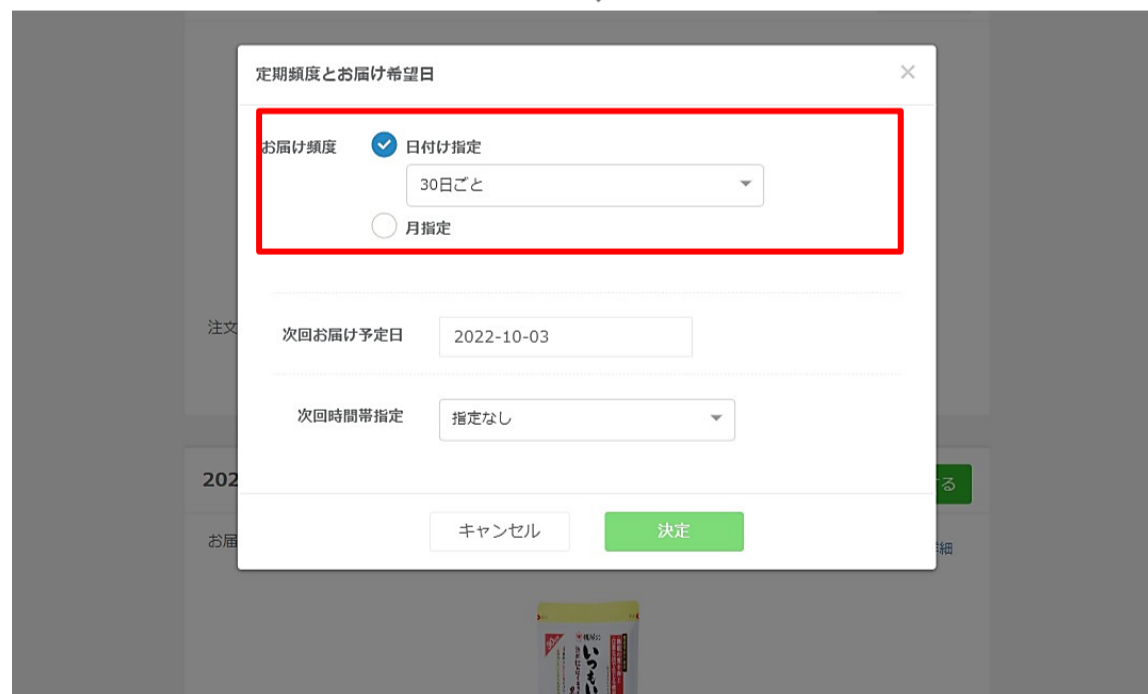 定期頻度とお届け希望日
×
お届け頻度
日付け指定
30日ごと
月指定
注文
次回お届け予定日
2022-10-03
次回時間帯指定
指定なし
202
する
お届
キャンセル
決定
詳細
いつもい